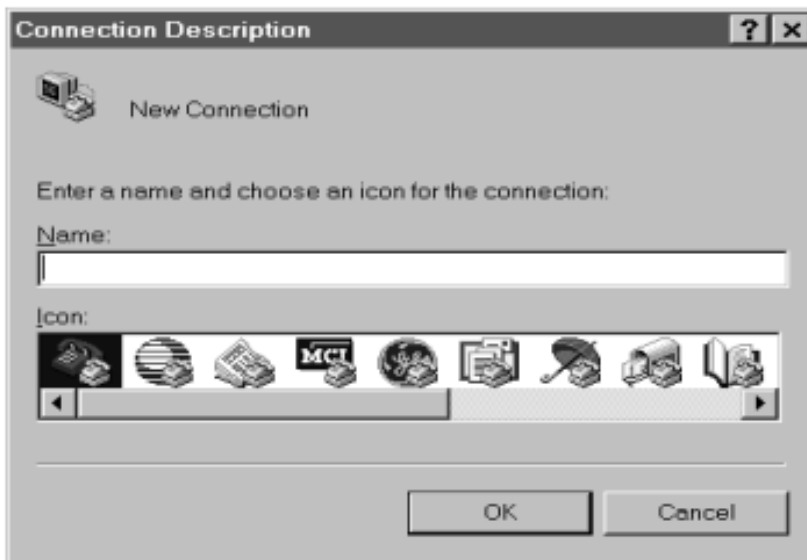 Connection Description
New Connection
Enter a name and choose an icon for the connection:
Name:
Icon:
MCI
OK
Cancel